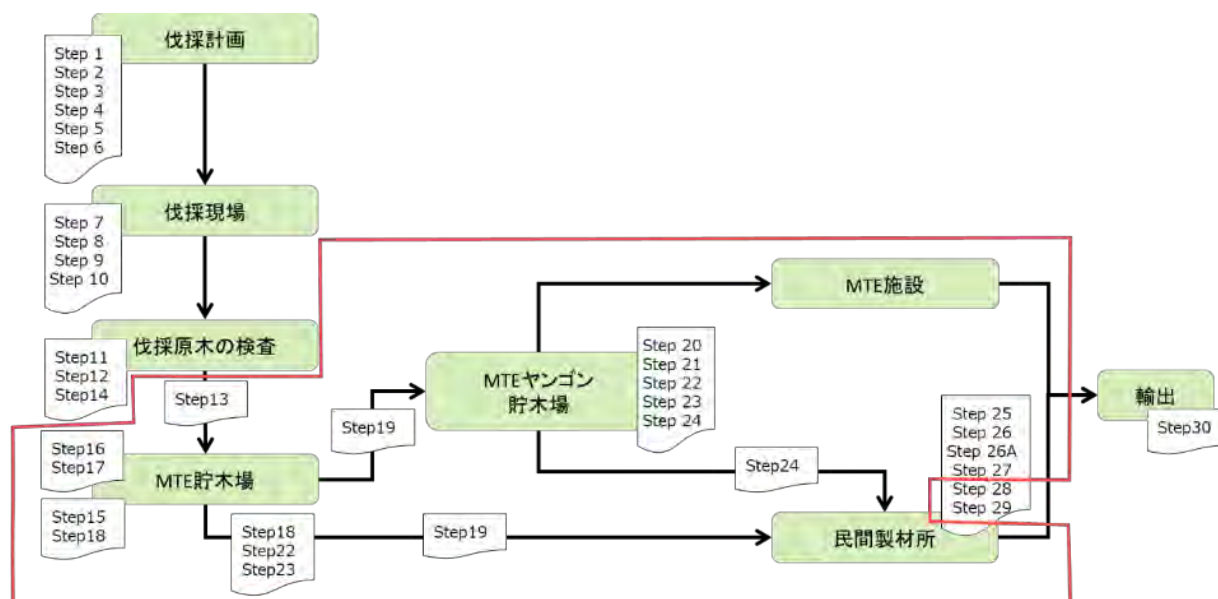 伐採計画
Step 1
Step 2
Step 3
Step 4
Step 5
Step 6
伐採現場
Step 7
Step 8
Step 9
Step 10
伐採原木の検査
Step11
Step12
Step14
Step13
Step16
Step17
MTE貯木場
Step15
Step18
Step18
Step22
Step23
Step19
Step19
MTEヤンゴン
貯木場
Step 20
Step 21
Step 22
Step 23
Step 24
MTE施設
Step24
民間製材所
Step 25
Step 26
Step 26A
Step 27
Step 28
Step 29
輸出
Step30